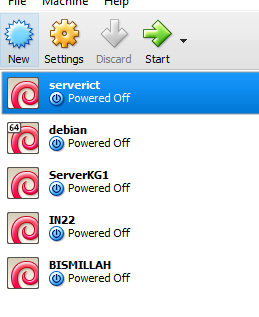 File Machine Help
New Settings Discard Start
serverict
Powered Off
64
debian
Powered Off
ServerKG1
Powered Off
IN22
Powered Off
BISMILLAH
Powered Off